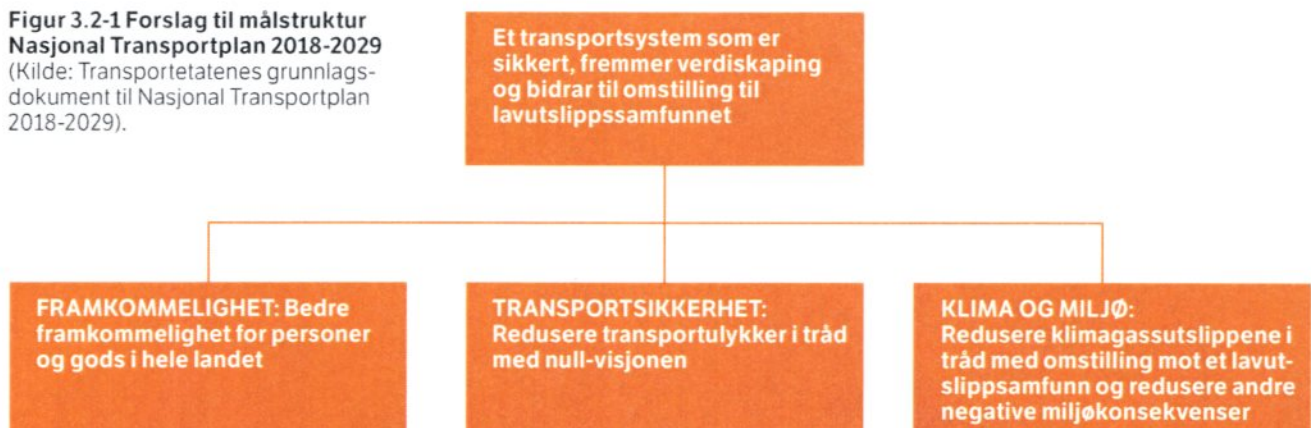 Figur 3.2-1 Forslag til målstruktur
Nasjonal Transportplan 2018-2029
(Kilde: Transportetatenes grunnlags-
dokument til Nasjonal Transportplan
2018-2029).
Et transportsystem som er
sikkert, fremmer verdiskaping
og bidrar til omstilling til
lavutslippssamfunnet
FRAMKOMMELIGHET: Bedre
framkommelighet for personer
og gods i hele landet
TRANSPORTSIKKERHET:
Redusere transportulykker i tråd
med null-visjonen
KLIMA OG MILJØ:
Redusere klimagassutslippene i
tråd med omstilling mot et lavut-
slippsamfunn og redusere andre
negative miljøkonsekvenser